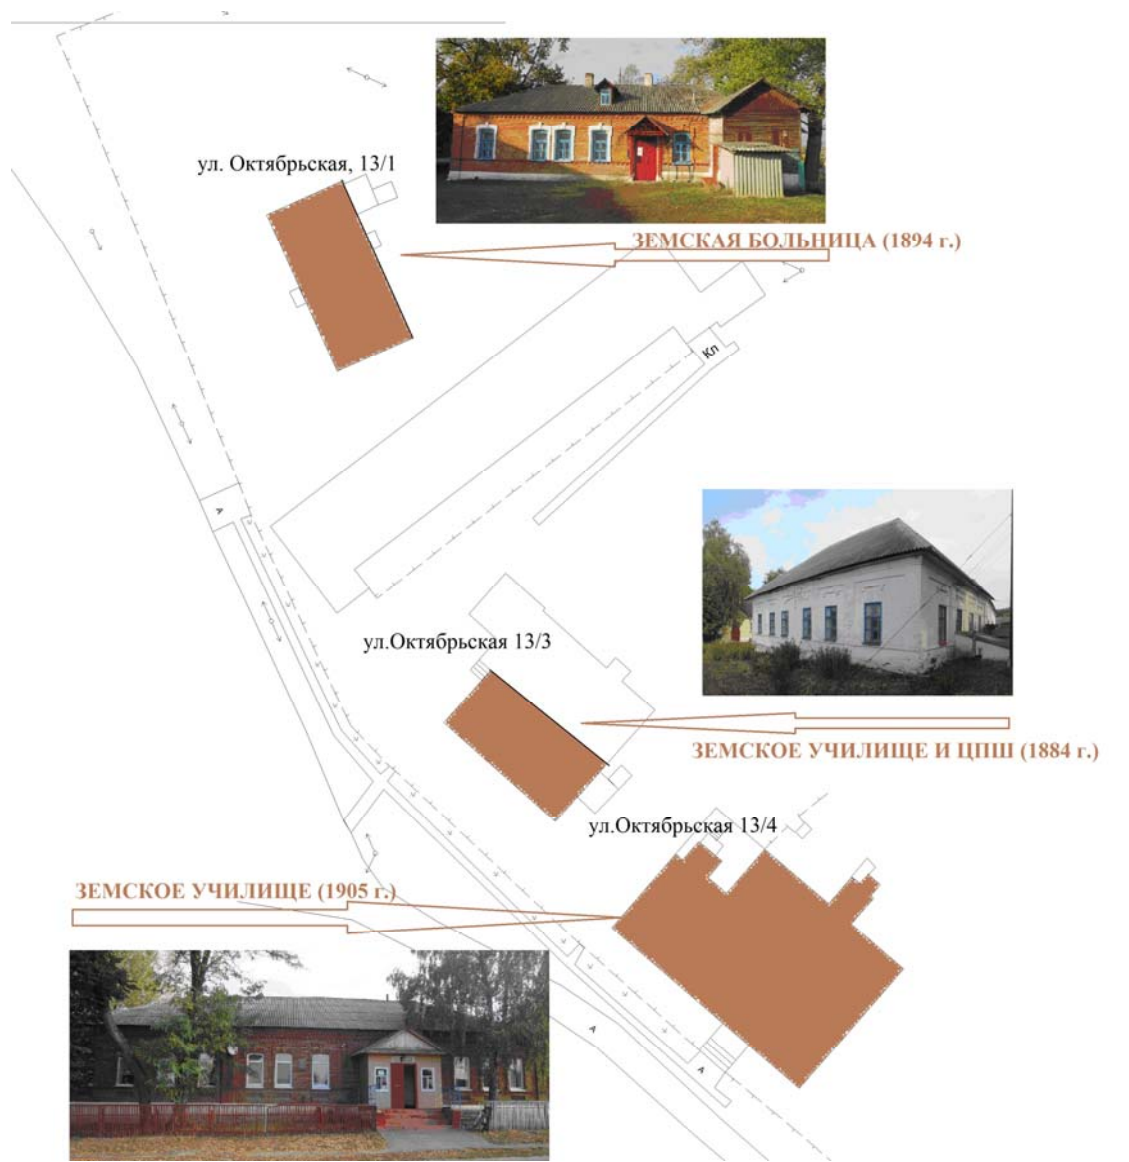 ул. Октябрьская, 13/1
ЗЕМСКАЯ БОЛЬНИЦА (1894 г.)
Кл
А
ул.Октябрьская 13/3
ЗЕМСКОЕ УЧИЛИЩЕ И ЦПШ (1884 г.)
ул.Октябрьская 13/4
ЗЕМСКОЕ УЧИЛИЩЕ (1905 г.)
А
А